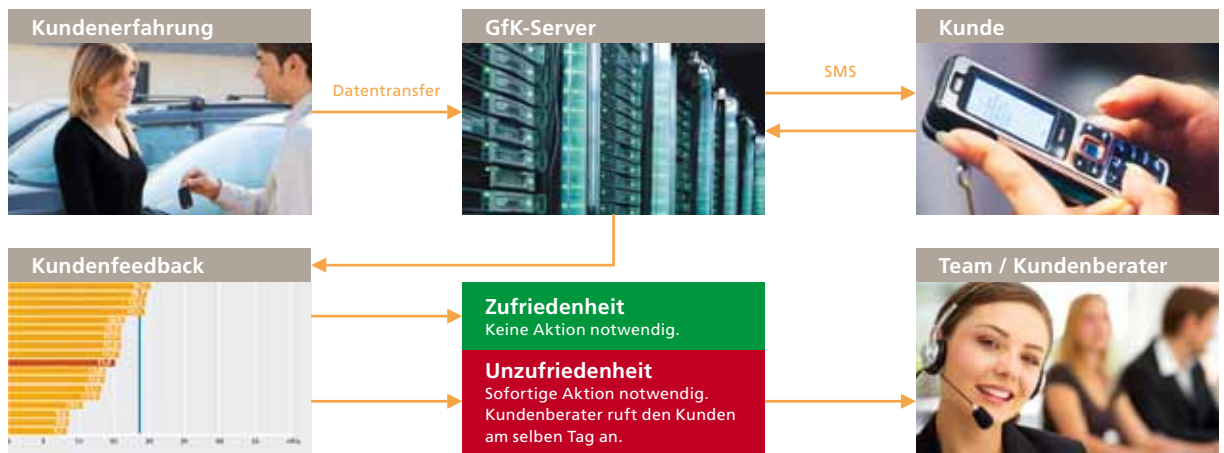 Kundenerfahrung
GfK-Server
Kunde
Datentransfer
SMS
Kundenfeedback
Team / Kundenberater
Zufriedenheit
Keine Aktion notwendig.
Unzufriedenheit
Sofortige Aktion notwendig.
Kundenberater ruft den Kunden
am selben Tag an.